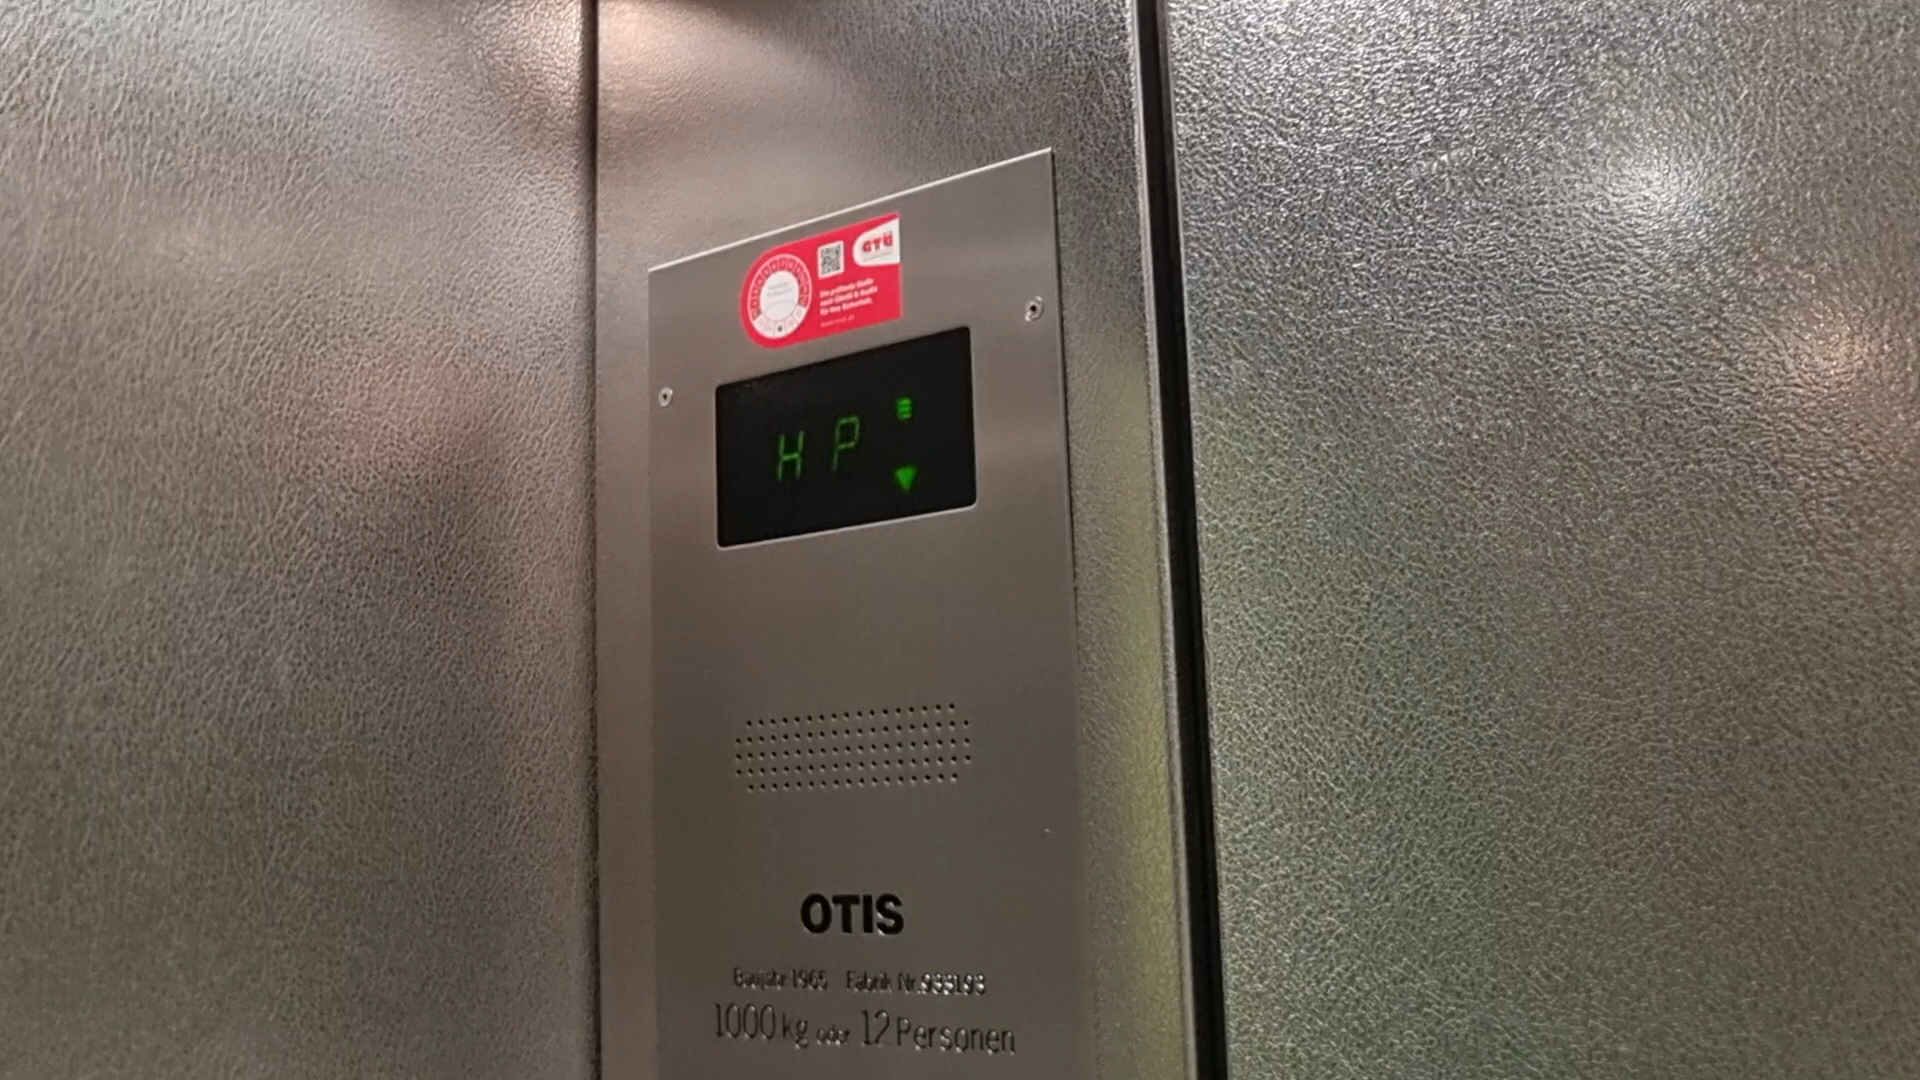 GTÜ
HP
OTIS
Baujahr 1965 Fabrik Nr.
1000 kg oder 12 Personen